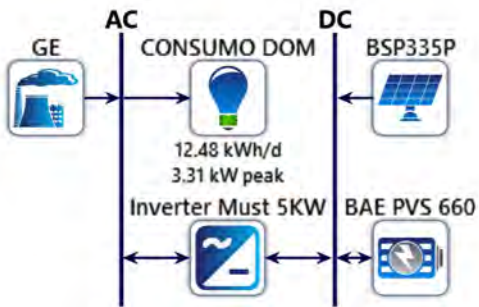 AC
DC
GE
CONSUMO DOM
BSP335P
12.48 kWh/d
3.31 kW peak
Inverter Must 5KW
BAE PVS 660